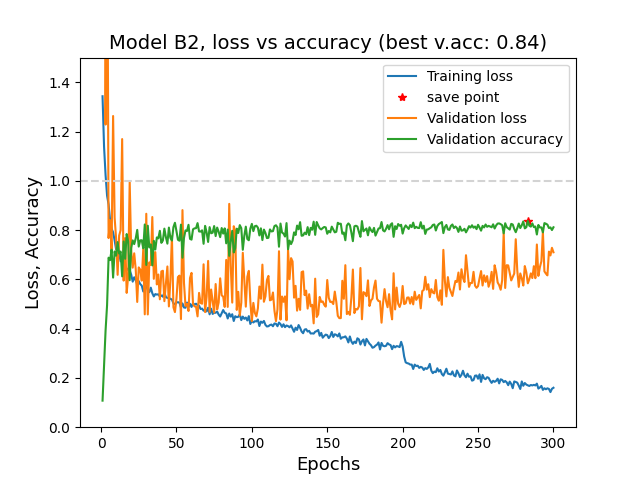 Model B2, loss vs accuracy (best v.acc: 0.84)
Training loss
save point
Validation loss
Validation accuracy
Loss, Accuracy
1.4
1.2
1.0
0.8
0.6
0.4
0.2
0.0
0 50 100 150 200 250 300
Epochs